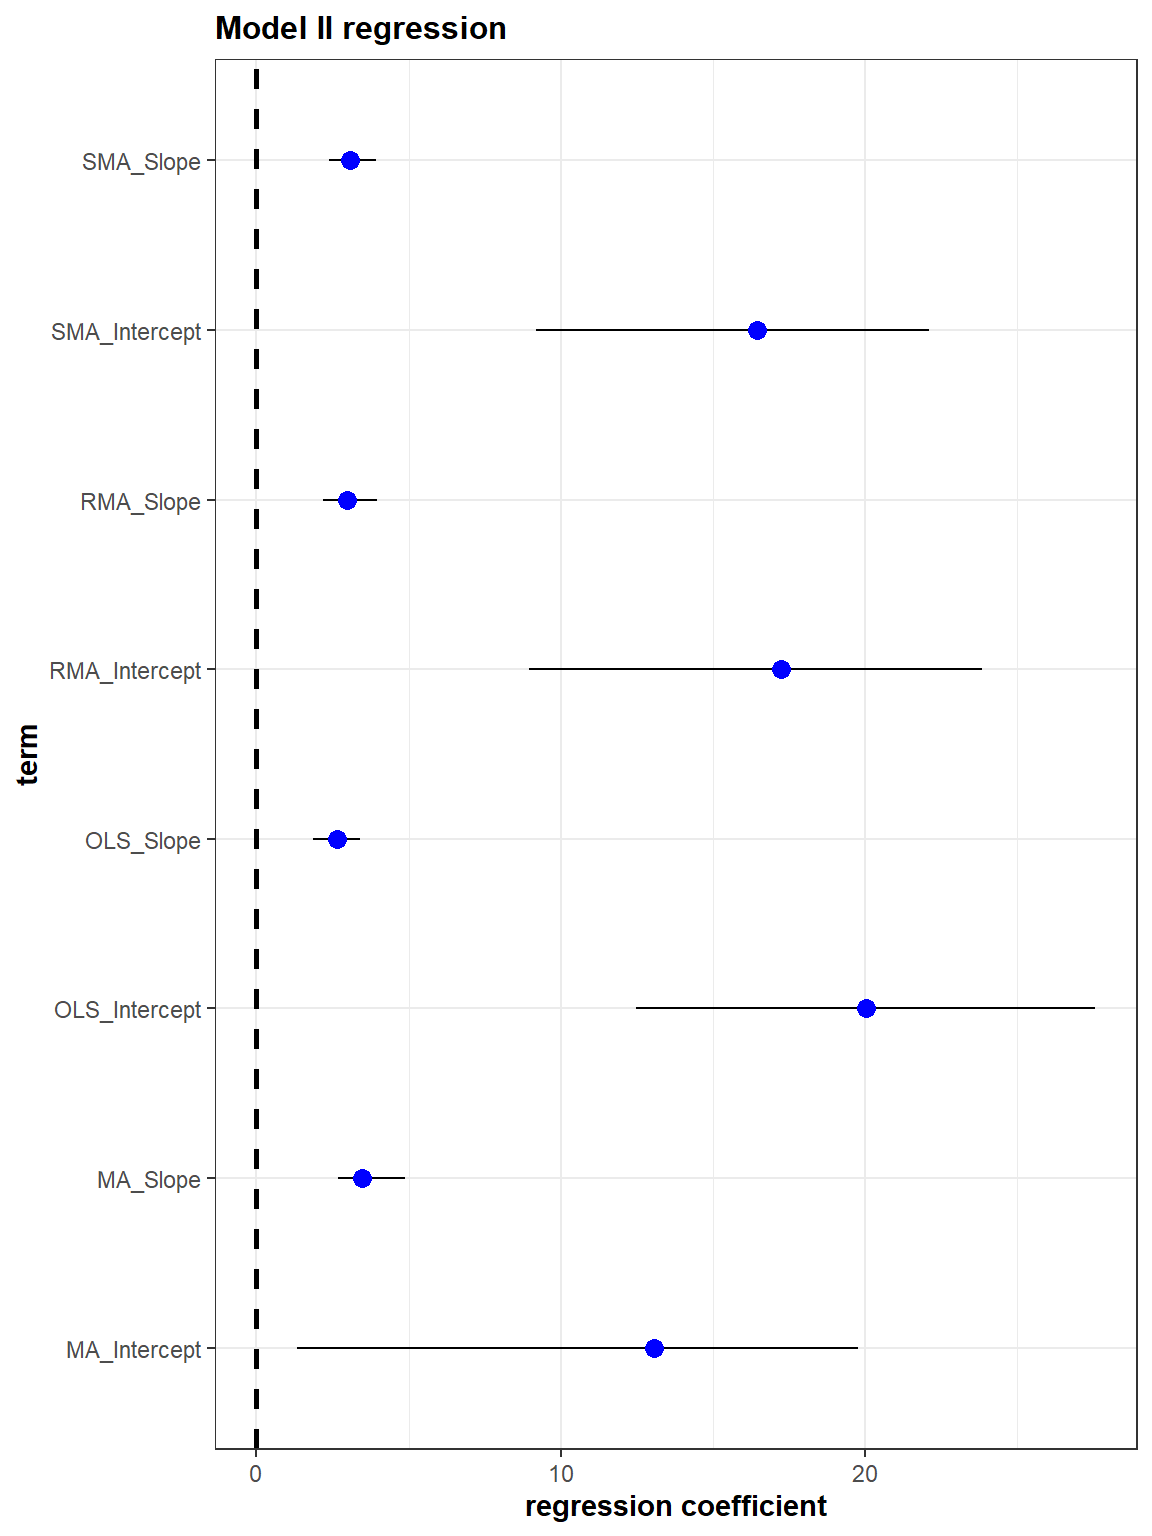 Model II regression
SMA_Slope
SMA_Intercept
RMA_Slope
RMA_Intercept
OLS_Slope
OLS_Intercept
MA_Slope
MA_Intercept
term
0 10 20
regression coefficient